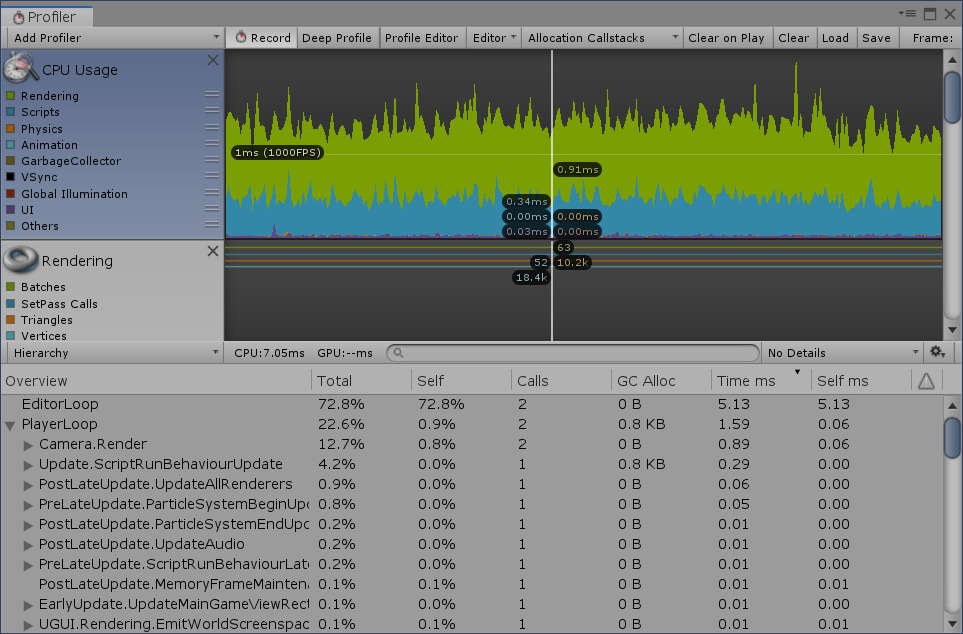 Profiler
Add Profiler Record Deep Profile Profile Editor Editor Allocation Callstacks Clear on Play Clear Load Save Frame:
CPU Usage
Rendering
Scripts
Physics
Animation
GarbageCollector
VSync
Global Illumination
UI
Others
1ms (1000FPS)
0.91ms
0.34ms
0.00ms 0.00ms
0.03ms 0.00ms
Rendering
Batches
SetPass Calls
Triangles
Vertices
63
52 10.2k
18.4k
Hierarchy CPU:7.05ms GPU:--ms No Details
Overview Total Self Calls GC Alloc Time ms Self ms
EditorLoop 72.8% 72.8% 2 0 B 5.13 5.13
PlayerLoop 22.6% 0.9% 2 0.8 KB 1.59 0.06
Camera.Render 12.7% 0.8% 2 0 B 0.89 0.06
Update.ScriptRunBehaviourUpdate 4.2% 0.0% 1 0.8 KB 0.29 0.00
PostLateUpdate.UpdateAllRenderers 0.9% 0.0% 1 0 B 0.06 0.00
PreLateUpdate.ParticleSystemBeginUpd 0.8% 0.0% 1 0 B 0.05 0.00
PostLateUpdate.ParticleSystemEndUpd 0.2% 0.0% 1 0 B 0.01 0.00
PostLateUpdate.UpdateAudio 0.2% 0.0% 1 0 B 0.01 0.00
PreLateUpdate.ScriptRunBehaviourLat 0.2% 0.0% 1 0 B 0.01 0.00
PostLateUpdate.MemoryFrameMainten 0.1% 0.1% 1 0 B 0.01 0.01
EarlyUpdate.UpdateMainGameViewRect 0.1% 0.0% 1 0 B 0.01 0.00
UGUI.Rendering.EmitWorldScreenspac 0.1% 0.1% 1 0 B 0.01 0.01